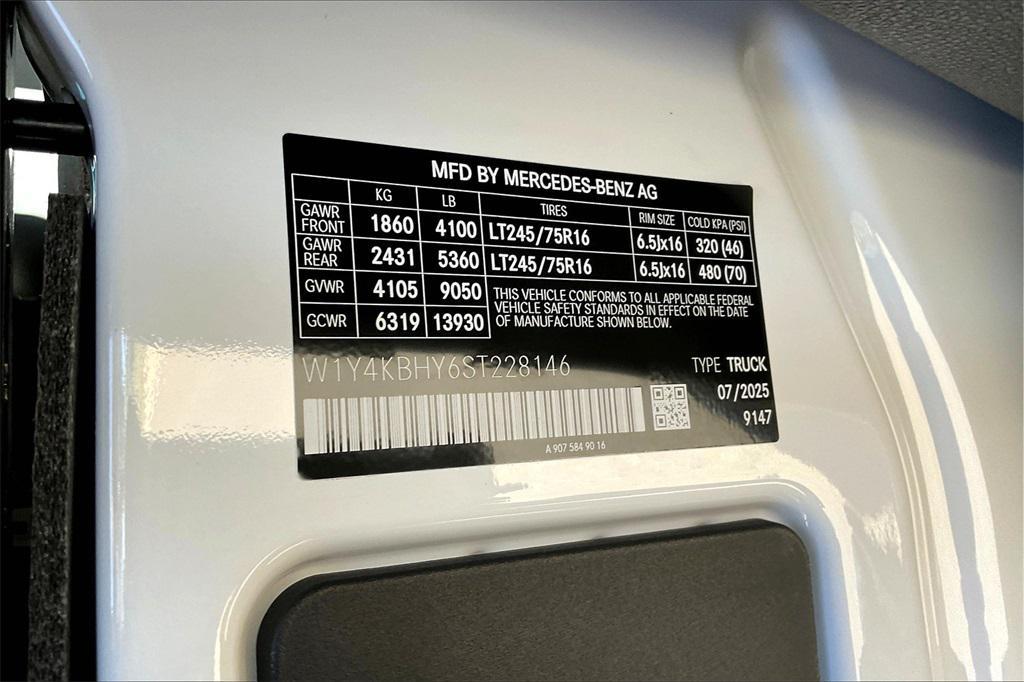 MFD BY MERCEDES-BENZ AG
KG LB TIRES RIM SIZE COLD KPA (PSI)
GAWR FRONT 1860 4100 LT245/75R16 6.5Jx16 320 (46)
GAWR REAR 2431 5360 LT245/75R16 6.5Jx16 480 (70)
GVWR 4105 9050
GCWR 6319 13930
THIS VEHICLE CONFORMS TO ALL APPLICABLE FEDERAL
VEHICLE SAFETY STANDARDS IN EFFECT ON THE DATE
OF MANUFACTURE SHOWN BELOW.
W1Y4KBHY6ST228146
TYPE TRUCK
07/2025
9147
A 907 584 90 16